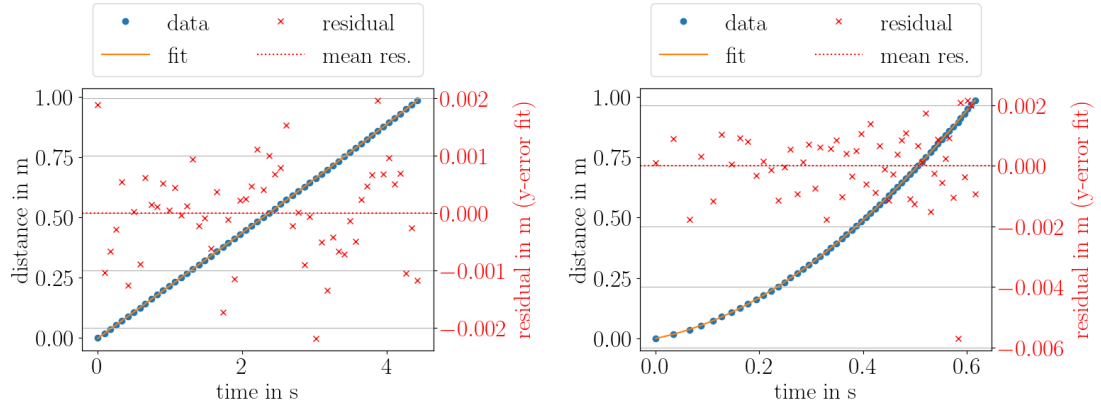 data
residual
fit
mean res.
1.00
0.75
0.50
0.25
0.00
distance in m
0
2
4
time in s
0.002
0.001
0.000
−0.001
−0.002
residual in m (y-error fit)
data
residual
fit
mean res.
1.00
0.75
0.50
0.25
0.00
distance in m
0.0
0.2
0.4
0.6
time in s
0.002
0.000
−0.002
−0.004
−0.006
residual in m (y-error fit)